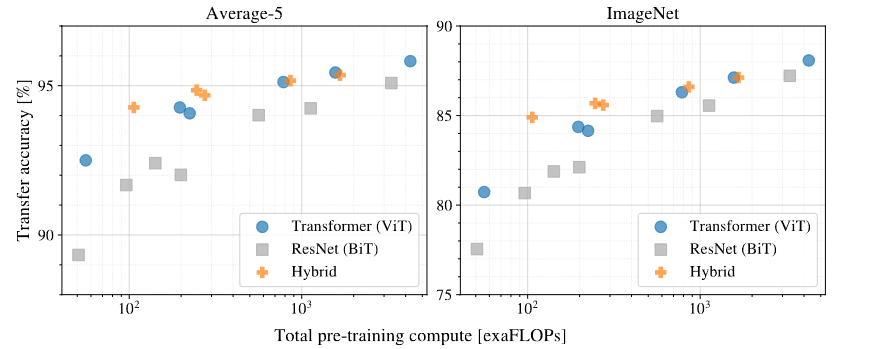 Average-5
ImageNet
Transfer accuracy [%]
95
90
Transformer (ViT)
ResNet (BiT)
Hybrid
10²
10³
90
85
80
75
Transformer (ViT)
ResNet (BiT)
Hybrid
10²
10³
Total pre-training compute [exaFLOPs]